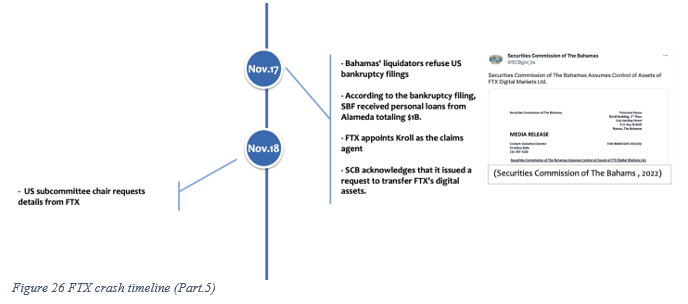 Nov.17
- Bahamas' liquidators refuse US
bankruptcy filings
- According to the bankruptcy filing,
SBF received personal loans from
Alameda totaling $1B.
- FTX appoints Kroll as the claims
agent
- SCB acknowledges that it issued a
request to transfer FTX's digital
assets.
Securities Commission of The Bahamas
@SCBgov_bs
Securities Commission of The Bahamas Assumes Control of Assets of
FTX Digital Markets Ltd.
Securities Commission of The Bahamas
MEDIA RELEASE
FOR IMMEDIATE RELEASE
Securities Commission of The Bahamas Assumes Control of Assets of FTX Digital Markets Ltd.
(Securities Commission of The Bahams , 2022)
Nov.18
- US subcommittee chair requests
details from FTX
Figure 26 FTX crash timeline (Part.5)